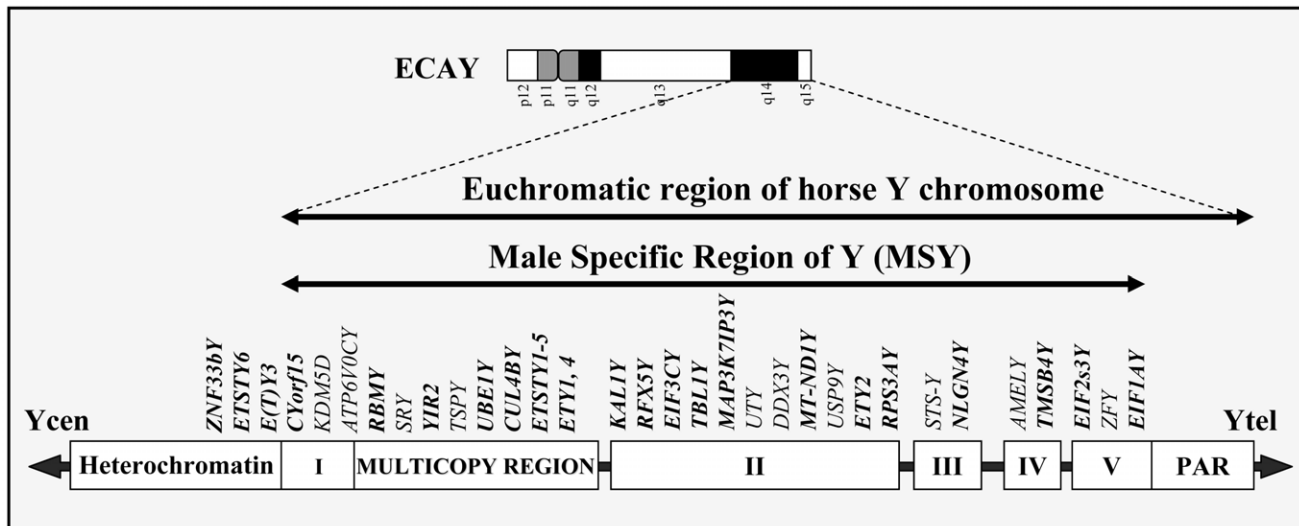 ECAY
p12
p11
q11
q12
q13
q14
q15
Euchromatic region of horse Y chromosome
Male Specific Region of Y (MSY)
ZNF33bY
ETSTY6
E(T)Y3
CYorf15
KDM5D
ATP6V0CY
RBMY
SRY
YIR2
TSPY
UBE1Y
CUL4BY
ETSTY1-5
ETY1, 4
KAL1Y
RFX5Y
EIF3CY
TBL1Y
MAP3K7IP3Y
UTY
DDX3Y
MT-ND1Y
USP9Y
ETY2
RPS3AY
STS-Y
NLGN4Y
AMELY
TMSB4Y
EIF2s3Y
ZFY
EIF1AY
Ycen
Ytel
Heterochromatin
I
MULTICOPY REGION
II
III
IV
V
PAR